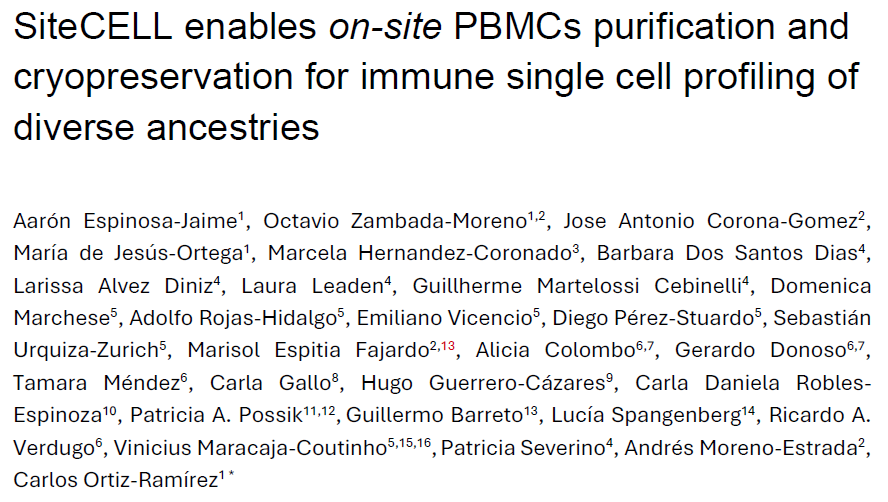 SiteCELL enables on-site PBMCs purification and
cryopreservation for immune single cell profiling of
diverse ancestries
Aarón Espinosa-Jaime¹, Octavio Zambada-Moreno¹,², Jose Antonio Corona-Gomez²,
María de Jesús-Ortega¹, Marcela Hernandez-Coronado³, Barbara Dos Santos Dias⁴,
Larissa Alvez Diniz⁴, Laura Leaden⁴, Guillherme Martelossi Cebinelli⁴, Domenica
Marchese⁵, Adolfo Rojas-Hidalgo⁵, Emiliano Vicencio⁵, Diego Pérez-Stuardo⁵, Sebastián
Urquiza-Zurich⁵, Marisol Espitia Fajardo²,¹³, Alicia Colombo⁶,⁷, Gerardo Donoso⁶,⁷,
Tamara Méndez⁶, Carla Gallo⁸, Hugo Guerrero-Cázares⁹, Carla Daniela Robles-
Espinoza¹⁰, Patricia A. Possik¹¹,¹², Guillermo Barreto¹³, Lucía Spangenberg¹⁴, Ricardo A.
Verdugo⁶, Vinicius Maracaja-Coutinho⁵,¹⁵,¹⁶, Patricia Severino⁴, Andrés Moreno-Estrada²,
Carlos Ortiz-Ramírez¹ *